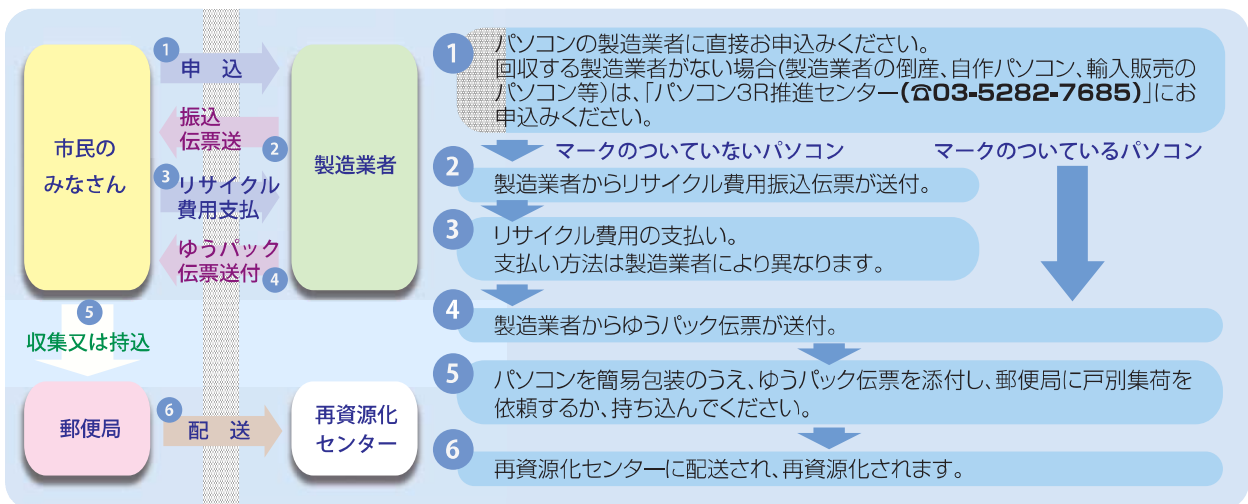 1
申込
振込
伝票送
2
3
リサイクル
費用支払
ゆうパック
伝票送付
4
市民の
みなさん
製造業者
5
収集又は持込
郵便局
6
配送
再資源化
センター
1
パソコンの製造業者に直接お申込みください。
回収する製造業者がない場合(製造業者の倒産、自作パソコン、輸入販売の
パソコン等)は、「パソコン3R推進センター(☎03-5282-7685)」にお
申込みください。
マークのついていないパソコン
マークのついているパソコン
2
製造業者からリサイクル費用振込伝票が送付。
3
リサイクル費用の支払い。
支払い方法は製造業者により異なります。
4
製造業者からゆうパック伝票が送付。
5
パソコンを簡易包装のうえ、ゆうパック伝票を添付し、郵便局に戸別集荷を
依頼するか、持ち込んでください。
6
再資源化センターに配送され、再資源化されます。